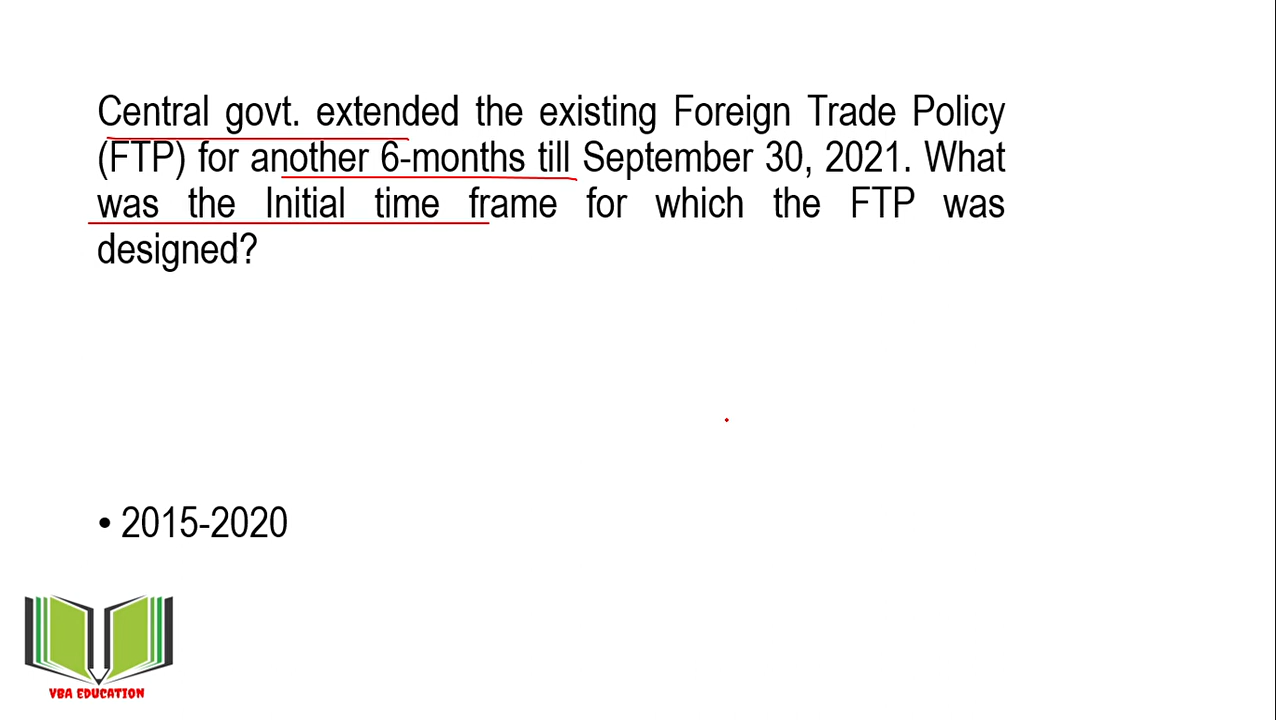 Central govt. extended the existing Foreign Trade Policy
(FTP) for another 6-months till September 30, 2021. What
was the Initial time frame for which the FTP was
designed?
• 2015-2020
VBA EDUCATION